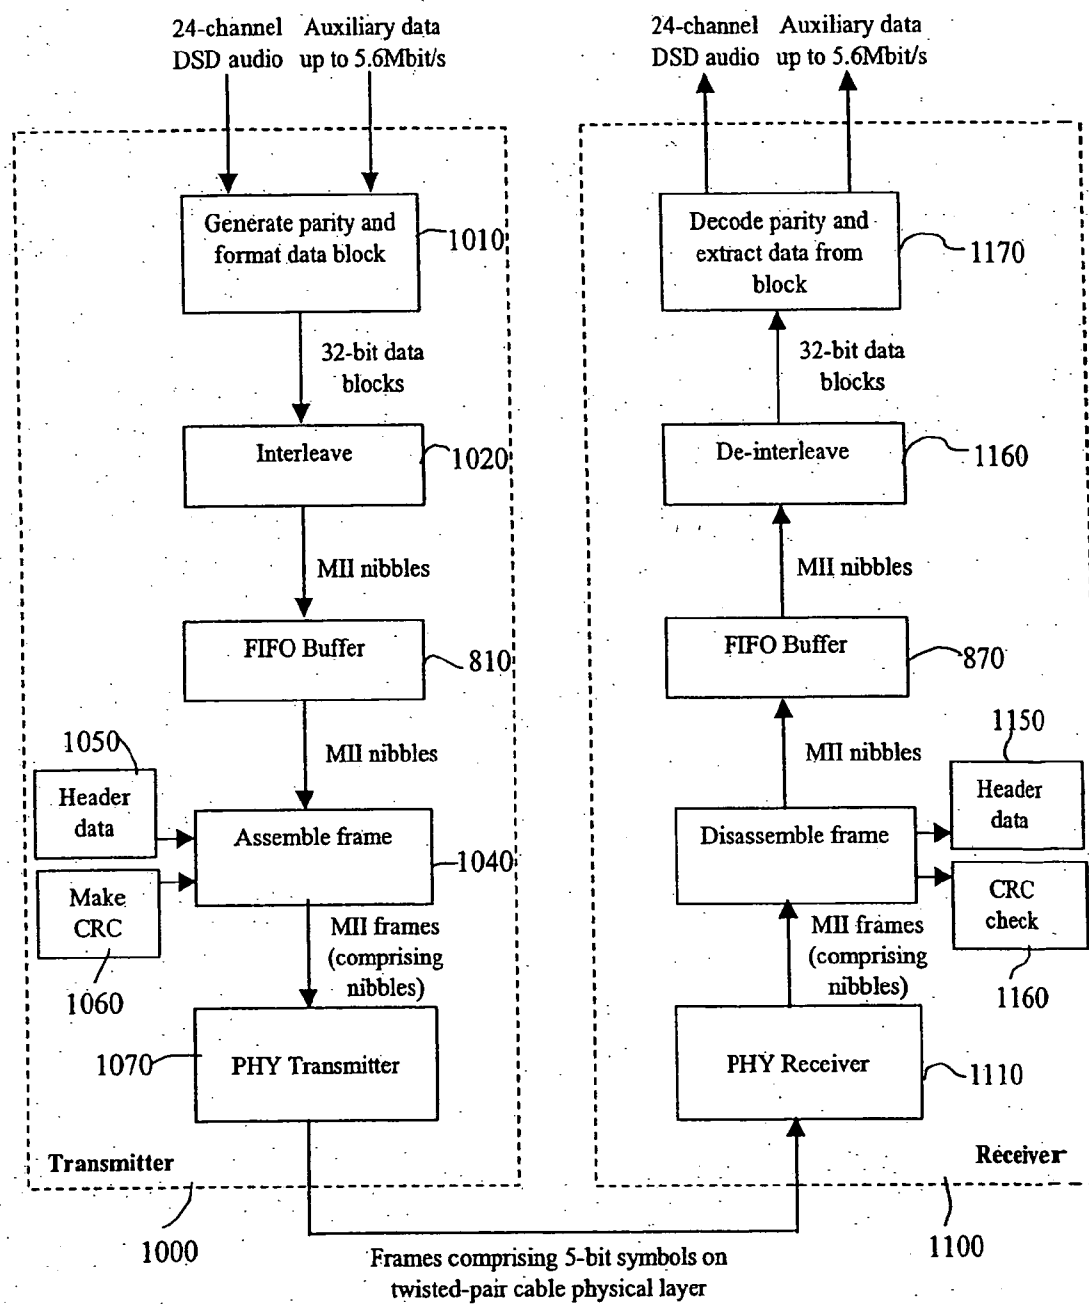 24-channel
DSD audio
Auxiliary data
up to 5.6Mbit/s
Generate parity and
format data block
1010
32-bit data
blocks
Interleave
1020
MII nibbles
FIFO Buffer
810
MII nibbles
1050
Header
data
Assemble frame
1040
Make
CRC
1060
MII frames
(comprising
nibbles)
1070
PHY Transmitter
Transmitter
1000
24-channel
DSD audio
Auxiliary data
up to 5.6Mbit/s
Decode parity and
extract data from
block
1170
32-bit data
blocks
De-interleave
1160
MII nibbles
FIFO Buffer
870
MII nibbles
1150
Header
data
Disassemble frame
CRC
check
1160
MII frames
(comprising
nibbles)
PHY Receiver
1110
Receiver
1100
Frames comprising 5-bit symbols on
twisted-pair cable physical layer